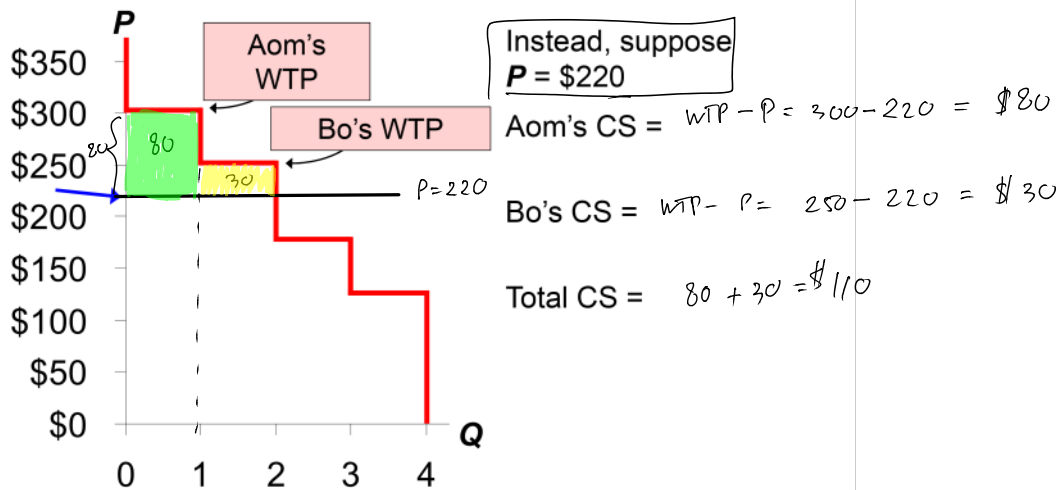 P
$350
$300
$250
$200
$150
$100
$50
$0
0 1 2 3 4
Q
Aom's
WTP
Bo's WTP
80
80
30
P=220
Instead, suppose
P = $220
Aom's CS = WTP - P = 300 - 220 = $80
Bo's CS = WTP - P = 250 - 220 = $30
Total CS = 80 + 30 = $110